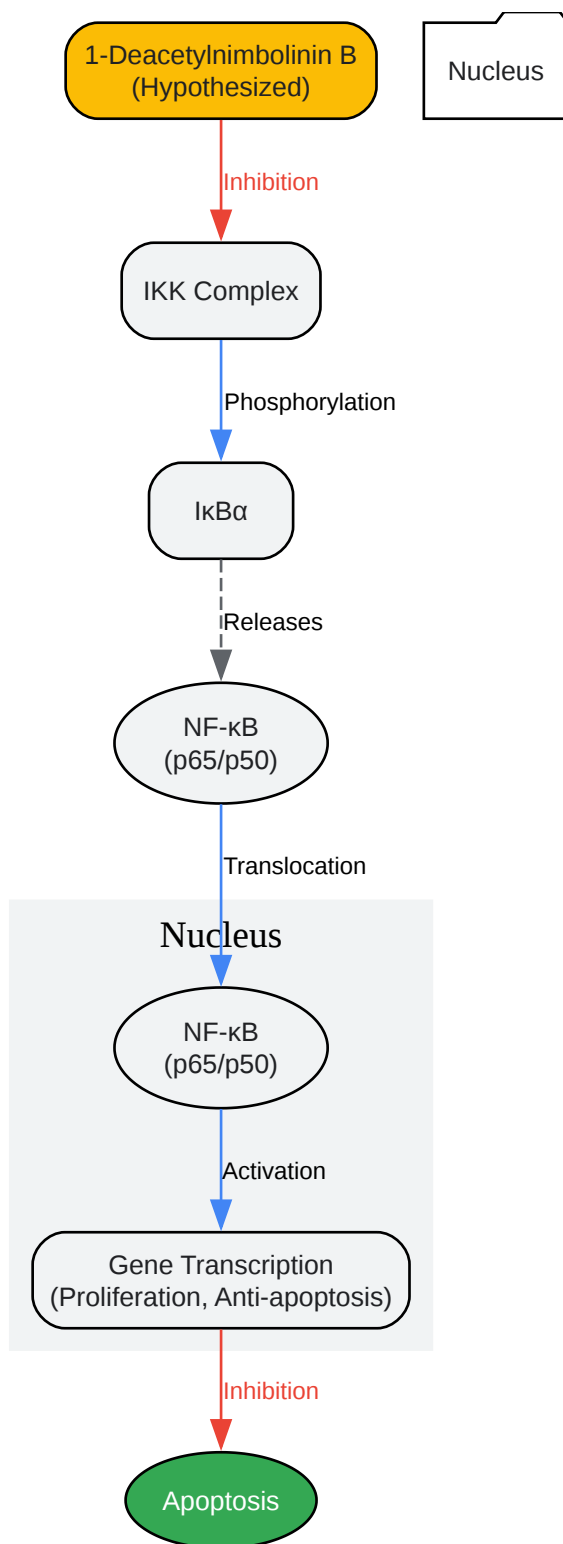 1-Deacetylnimbolinin B
(Hypothesized)
Nucleus
Inhibition
IKK Complex
Phosphorylation
IκBα
Releases
NF-κB
(p65/p50)
Translocation
Nucleus
NF-κB
(p65/p50)
Activation
Gene Transcription
(Proliferation, Anti-apoptosis)
Inhibition
Apoptosis